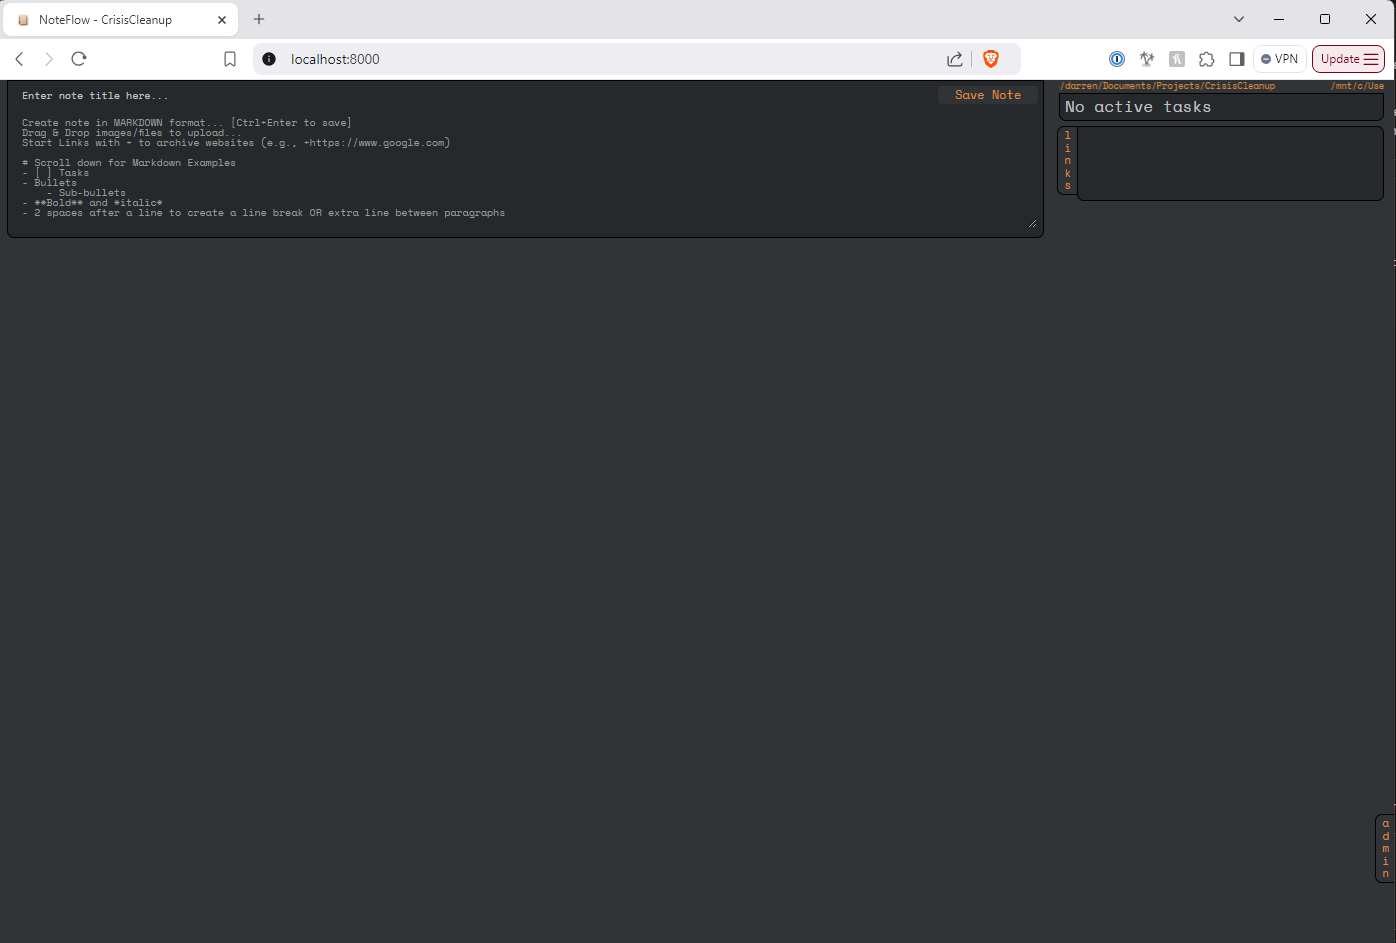 NoteFlow - CrisisCleanup
localhost:8000
VPN
Update
Enter note title here...
Save Note
Create note in MARKDOWN format... [Ctrl+Enter to save]
Drag & Drop images/files to upload...
Start Links with + to archive websites (e.g., +https://www.google.com)
# Scroll down for Markdown Examples
- [ ] Tasks
- Bullets
- Sub-bullets
- **Bold** and *italic*
- 2 spaces after a line to create a line break OR extra line between paragraphs
/darren/Documents/Projects/CrisisCleanup
/mnt/c/Use
No active tasks
links
admin